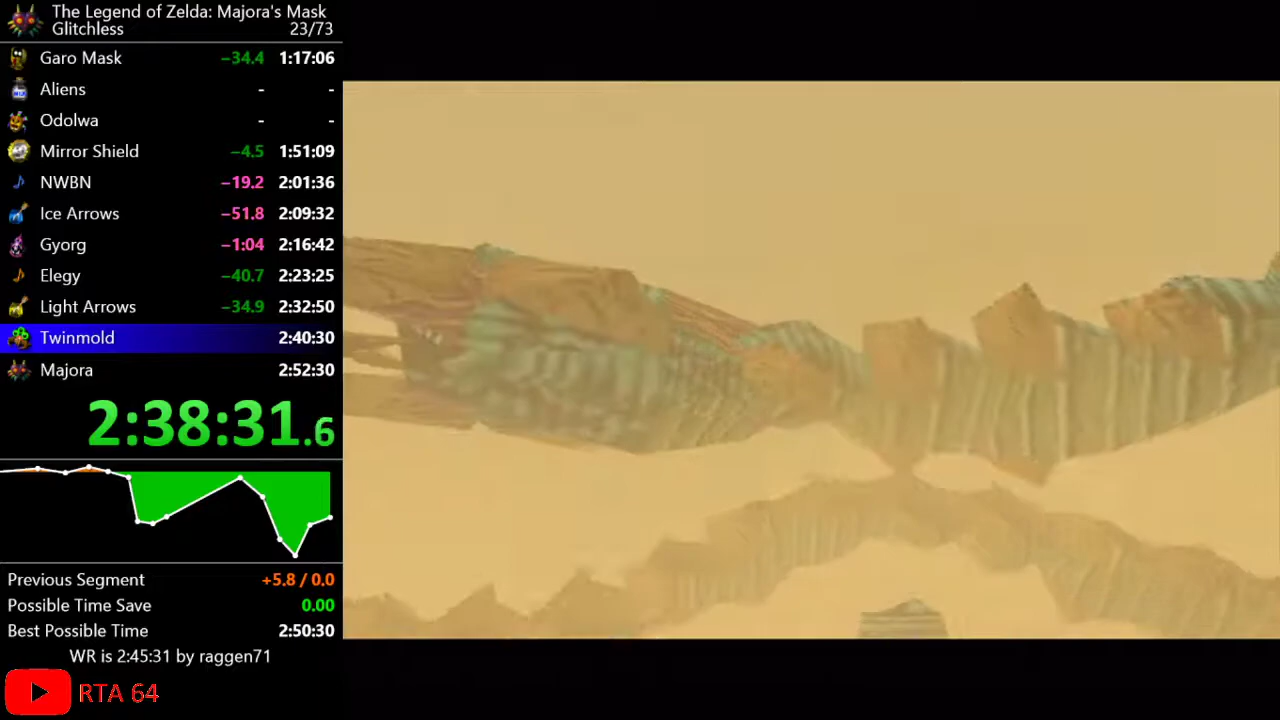 The Legend of Zelda: Majora's Mask
Glitchless 23/73
Garo Mask −34.4 1:17:06
Aliens - -
Odolwa - -
Mirror Shield −4.5 1:51:09
NWBN −19.2 2:01:36
Ice Arrows −51.8 2:09:32
Gyorg −1:04 2:16:42
Elegy −40.7 2:23:25
Light Arrows −34.9 2:32:50
Twinmold 2:40:30
Majora 2:52:30
2:38:31.6
Previous Segment +5.8 / 0.0
Possible Time Save 0.00
Best Possible Time 2:50:30
WR is 2:45:31 by raggen71
RTA 64